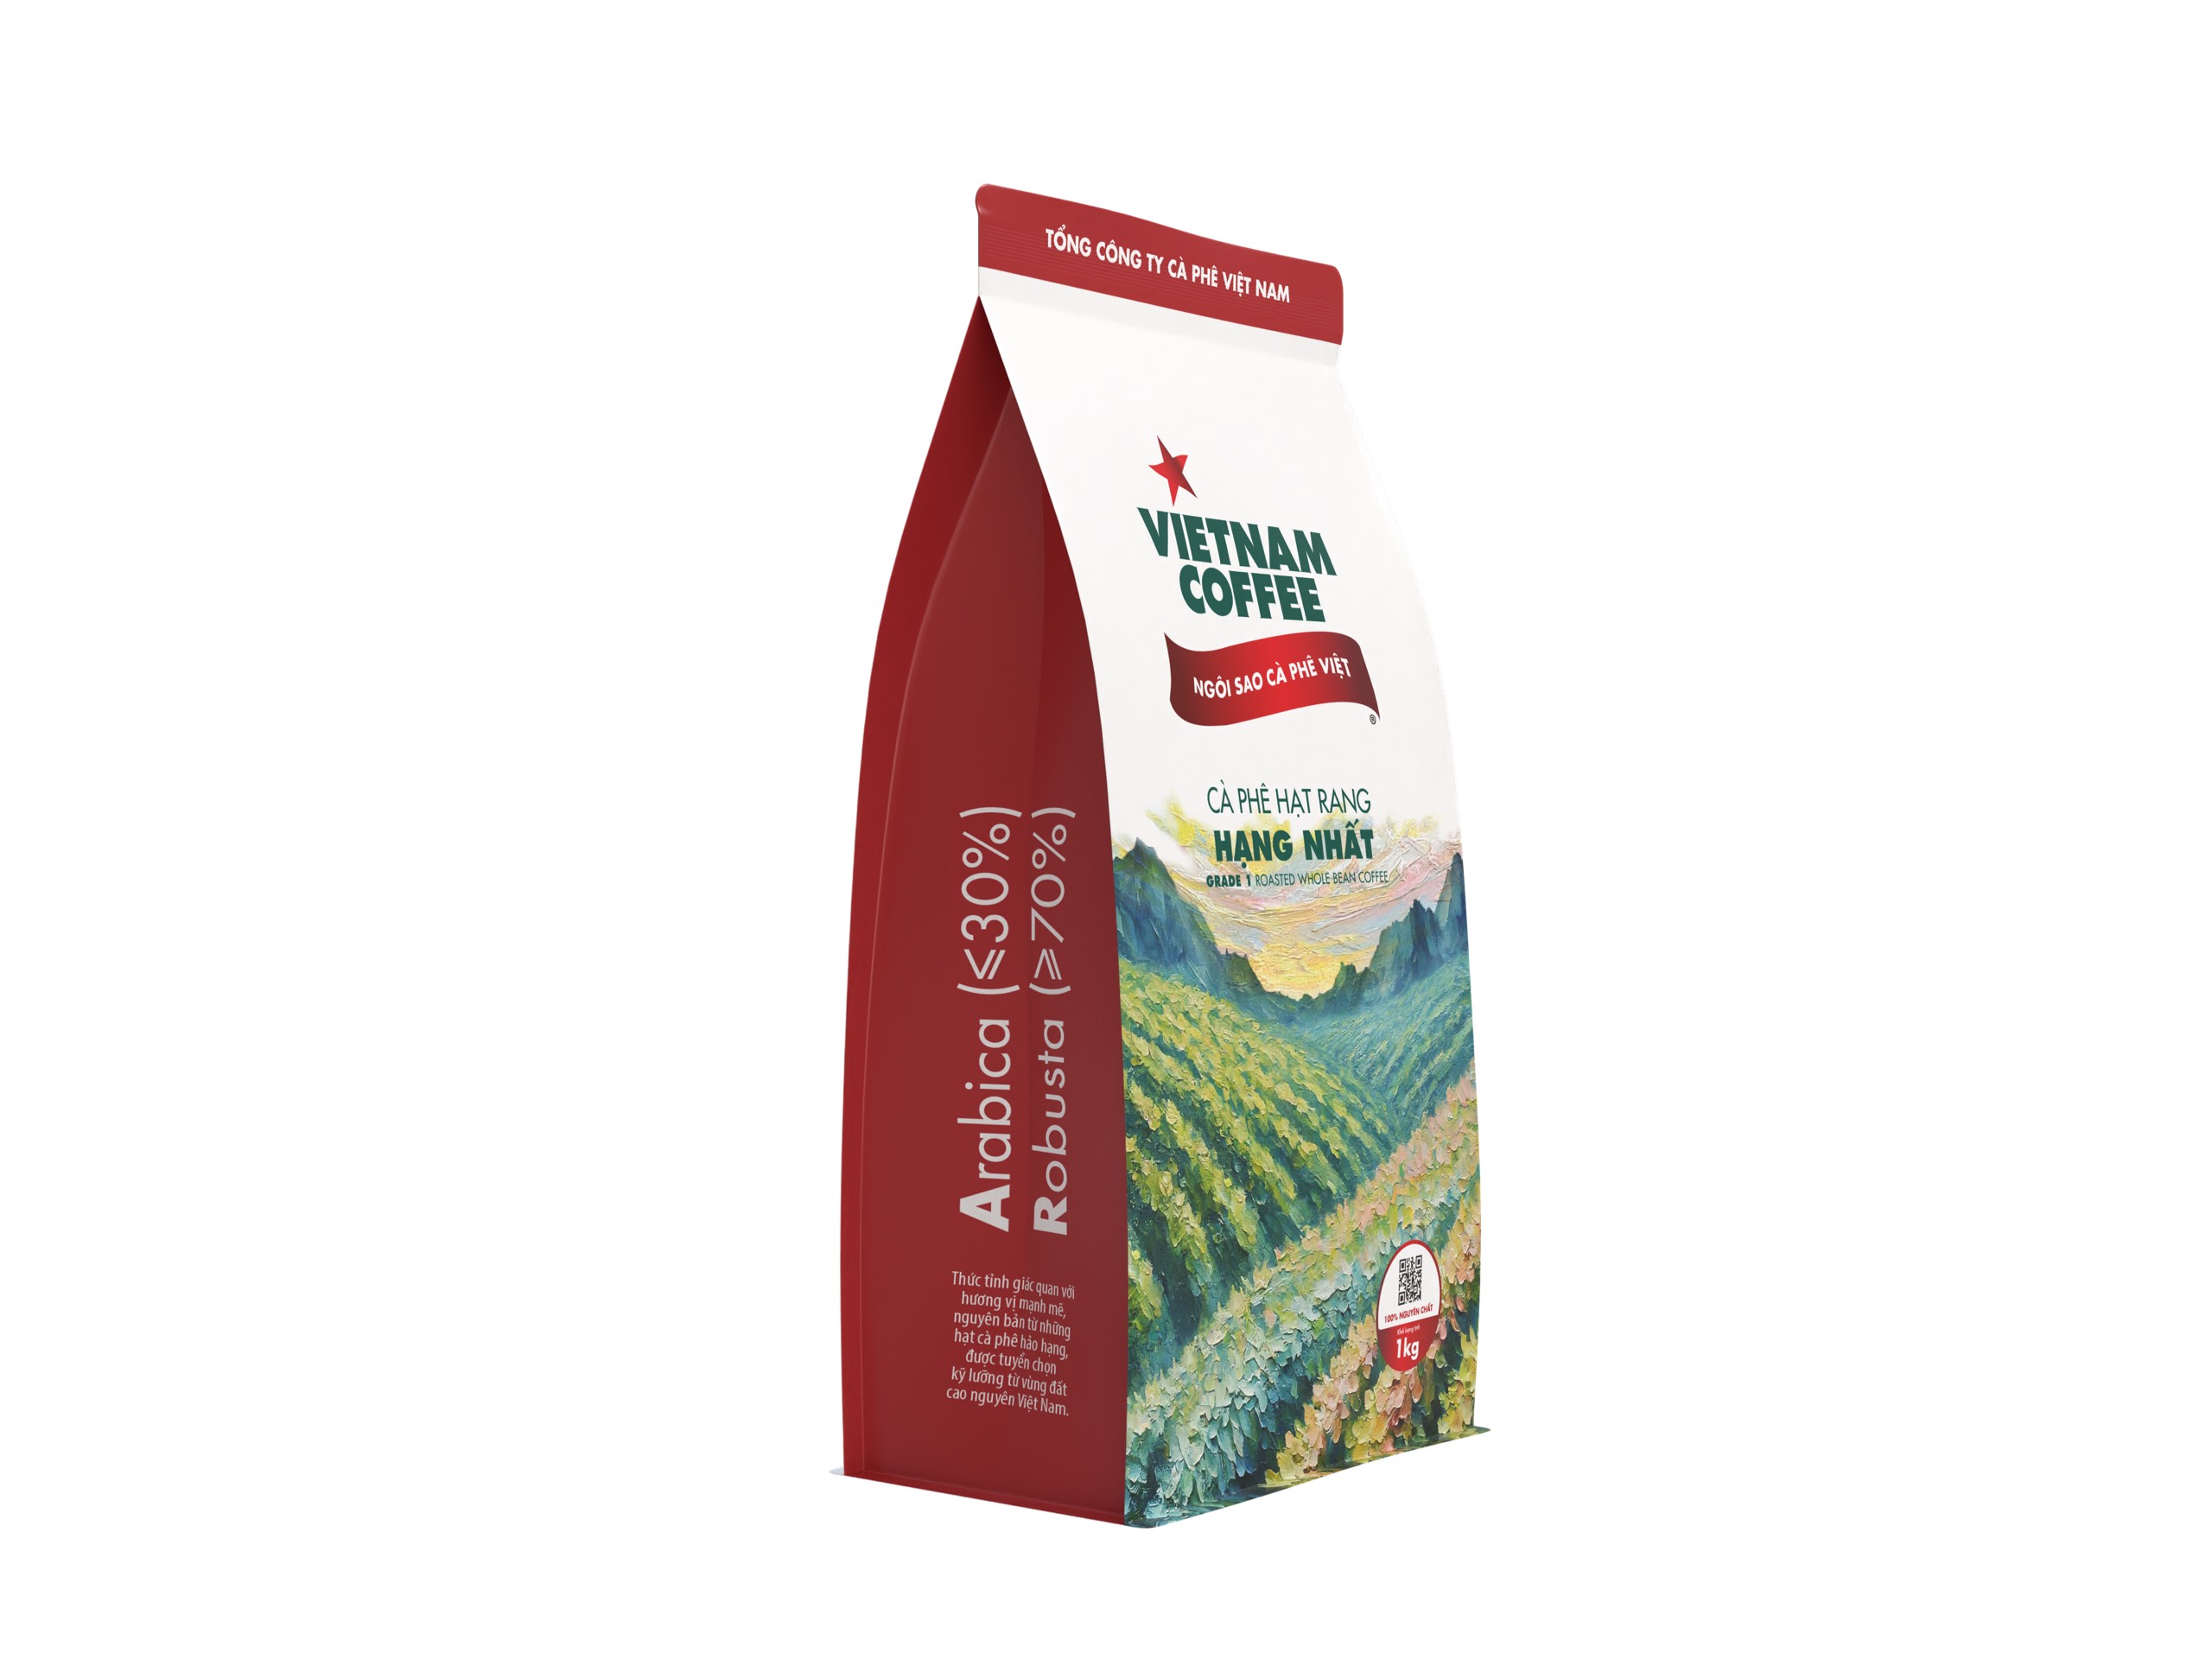 TỔNG CÔNG TY CÀ PHÊ VIỆT NAM
VIETNAM
COFFEE
NGÔI SAO CÀ PHÊ VIỆT
®
CÀ PHÊ HẠT RANG
HẠNG NHẤT
GRADE 1 ROASTED WHOLE BEAN COFFEE
100% NGUYÊN CHẤT
Khối lượng tịnh
1kg
Arabica (⩽30%)
Robusta (⩾70%)
Thức tỉnh giác quan với
hương vị mạnh mẽ,
nguyên bản từ những
hạt cà phê hảo hạng,
được tuyển chọn
kỹ lưỡng từ vùng đất
cao nguyên Việt Nam.